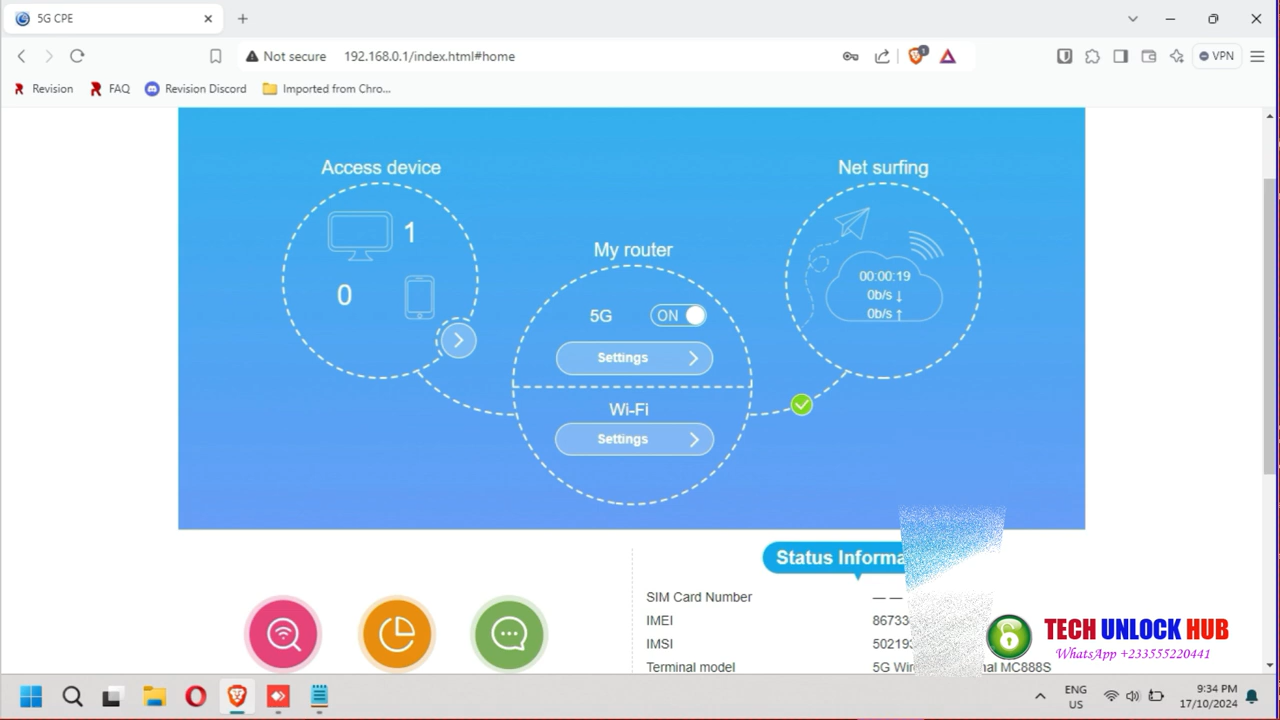 5G CPE
Not secure
192.168.0.1/index.html#home
1
VPN
Revision
FAQ
Revision Discord
Imported from Chro...
Access device
1
0
My router
5G
ON
Settings
Wi-Fi
Settings
Net surfing
00:00:19
0b/s ↓
0b/s ↑
Status Informa
SIM Card Number — —
IMEI 86733
IMSI 502193
Terminal model 5G Wir al MC888S
TECH UNLOCK HUB
WhatsApp +233555220441
ENG
US
9:34 PM
17/10/2024